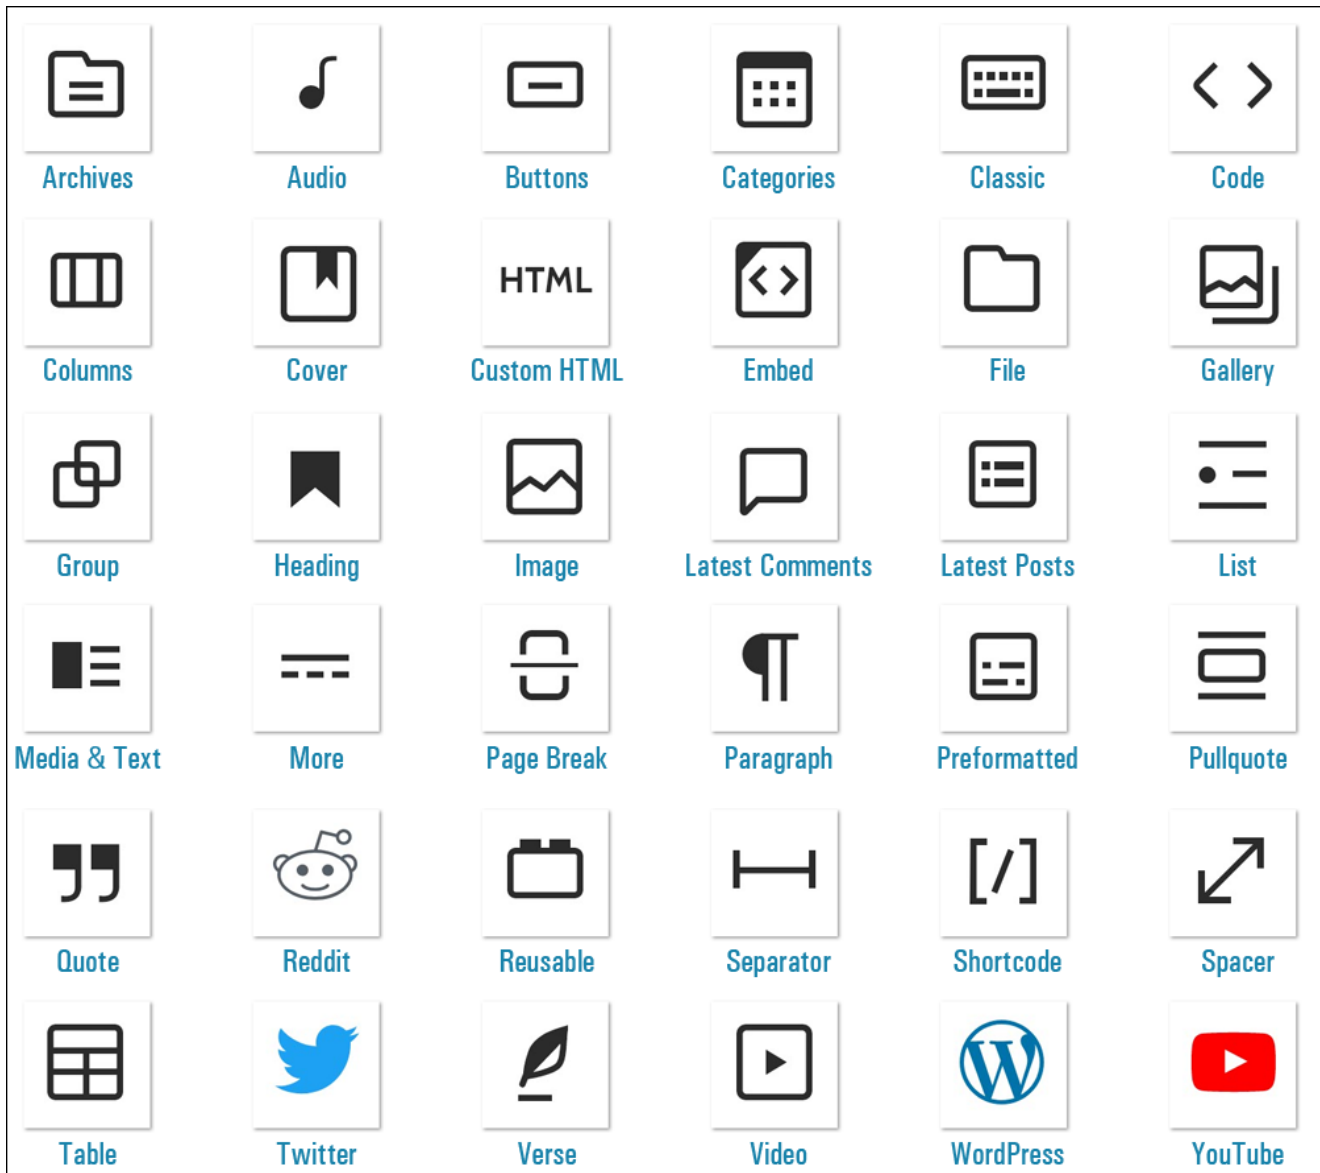 Archives Audio Buttons Categories Classic Code
HTML
Columns Cover Custom HTML Embed File Gallery
Group Heading Image Latest Comments Latest Posts List
Media & Text More Page Break Paragraph Preformatted Pullquote
[/]
Quote Reddit Reusable Separator Shortcode Spacer
W
Table Twitter Verse Video WordPress YouTube